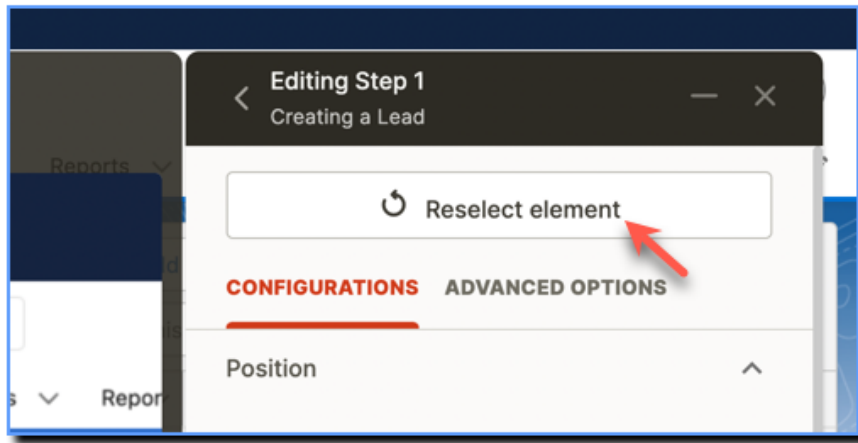 Editing Step 1
Creating a Lead
Reports
Reselect element
CONFIGURATIONS ADVANCED OPTIONS
Position
Repor